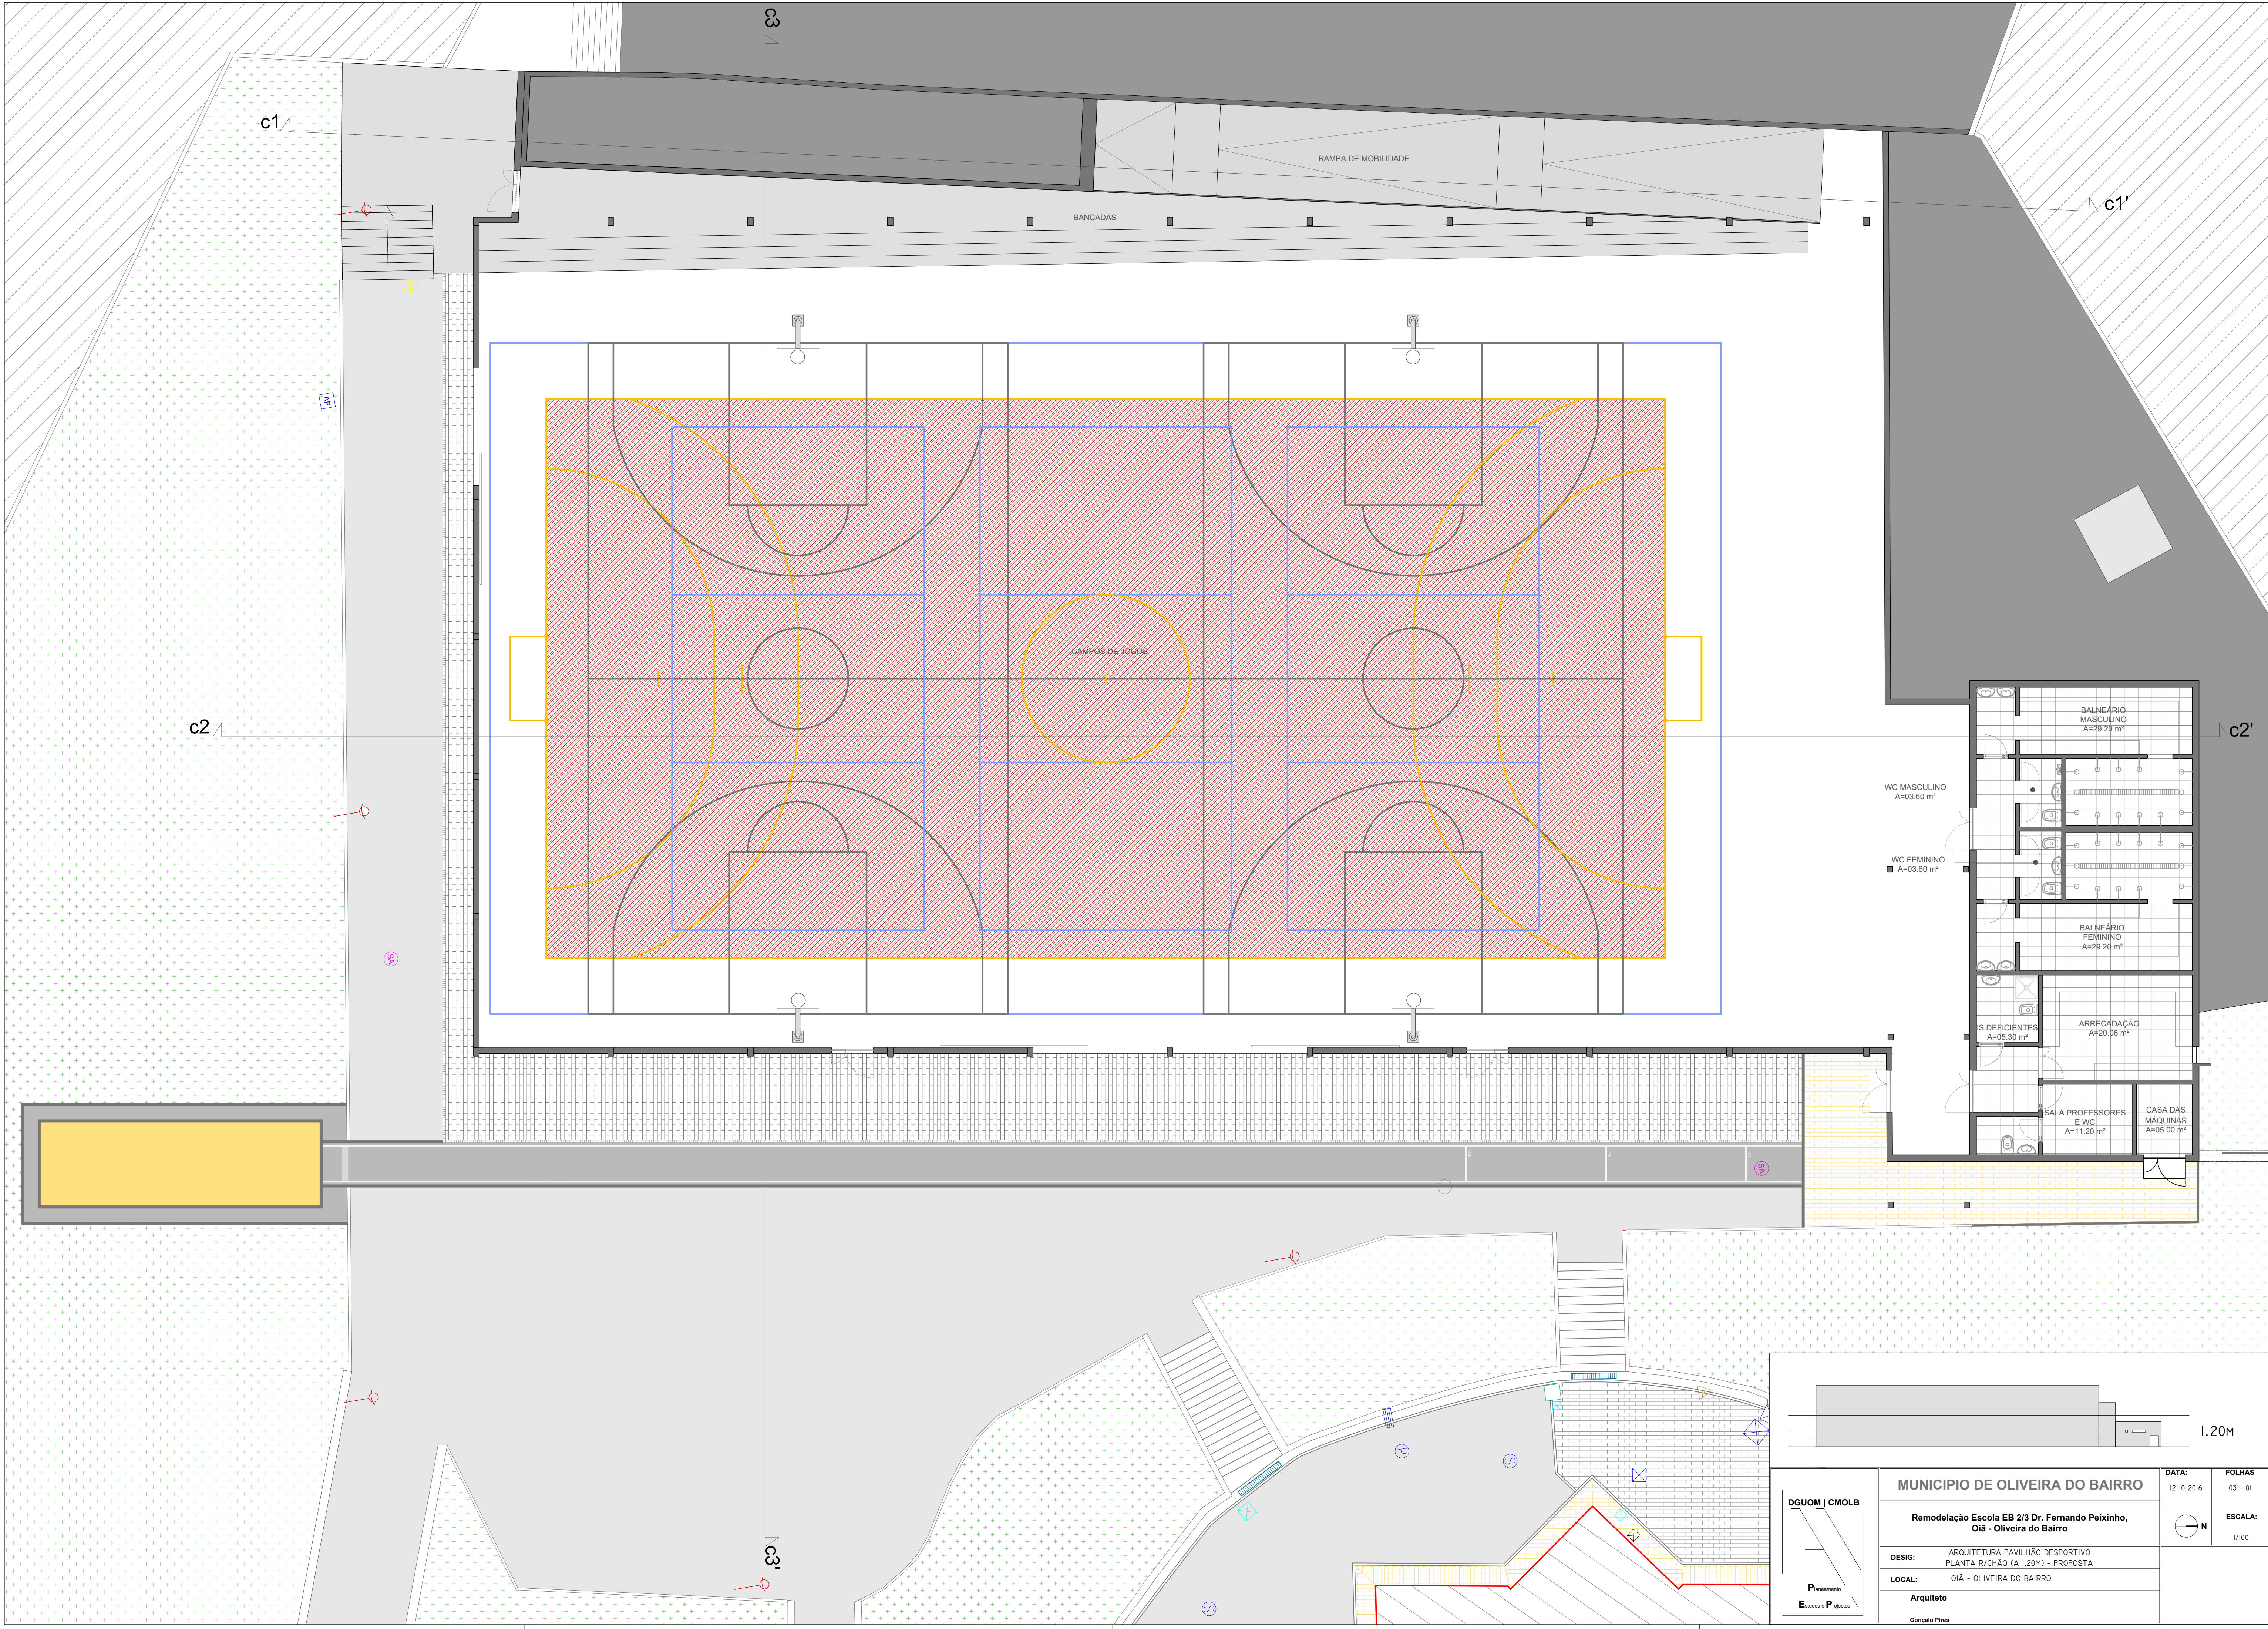 c3
c1
RAMPA DE MOBILIDADE
c1'
BANCADAS
AP
CAMPOS DE JOGOS
c2
c2'
BALNEÁRIO
MASCULINO
A=29.20 m²
WC MASCULINO
A=03.60 m²
WC FEMININO
A=03.60 m²
BALNEÁRIO
FEMININO
A=29.20 m²
SA
IS DEFICIENTES
A=05.30 m²
ARRECADAÇÃO
A=20.06 m²
SALA PROFESSORES
E WC
A=11.20 m²
CASA DAS
MÁQUINAS
A=05.00 m²
SA
P
S
S
c3'
1.20M
DGUOM | CMOLB
Planeamento
Estudos e Projectos
MUNICIPIO DE OLIVEIRA DO BAIRRO
Remodelação Escola EB 2/3 Dr. Fernando Peixinho,
Oiã - Oliveira do Bairro
DESIG: ARQUITETURA PAVILHÃO DESPORTIVO
PLANTA R/CHÃO (A 1,20M) - PROPOSTA
LOCAL: OIÃ - OLIVEIRA DO BAIRRO
Arquiteto
Gonçalo Pires
DATA:
12-10-2016
FOLHAS
03 - 01
N
ESCALA:
1/100